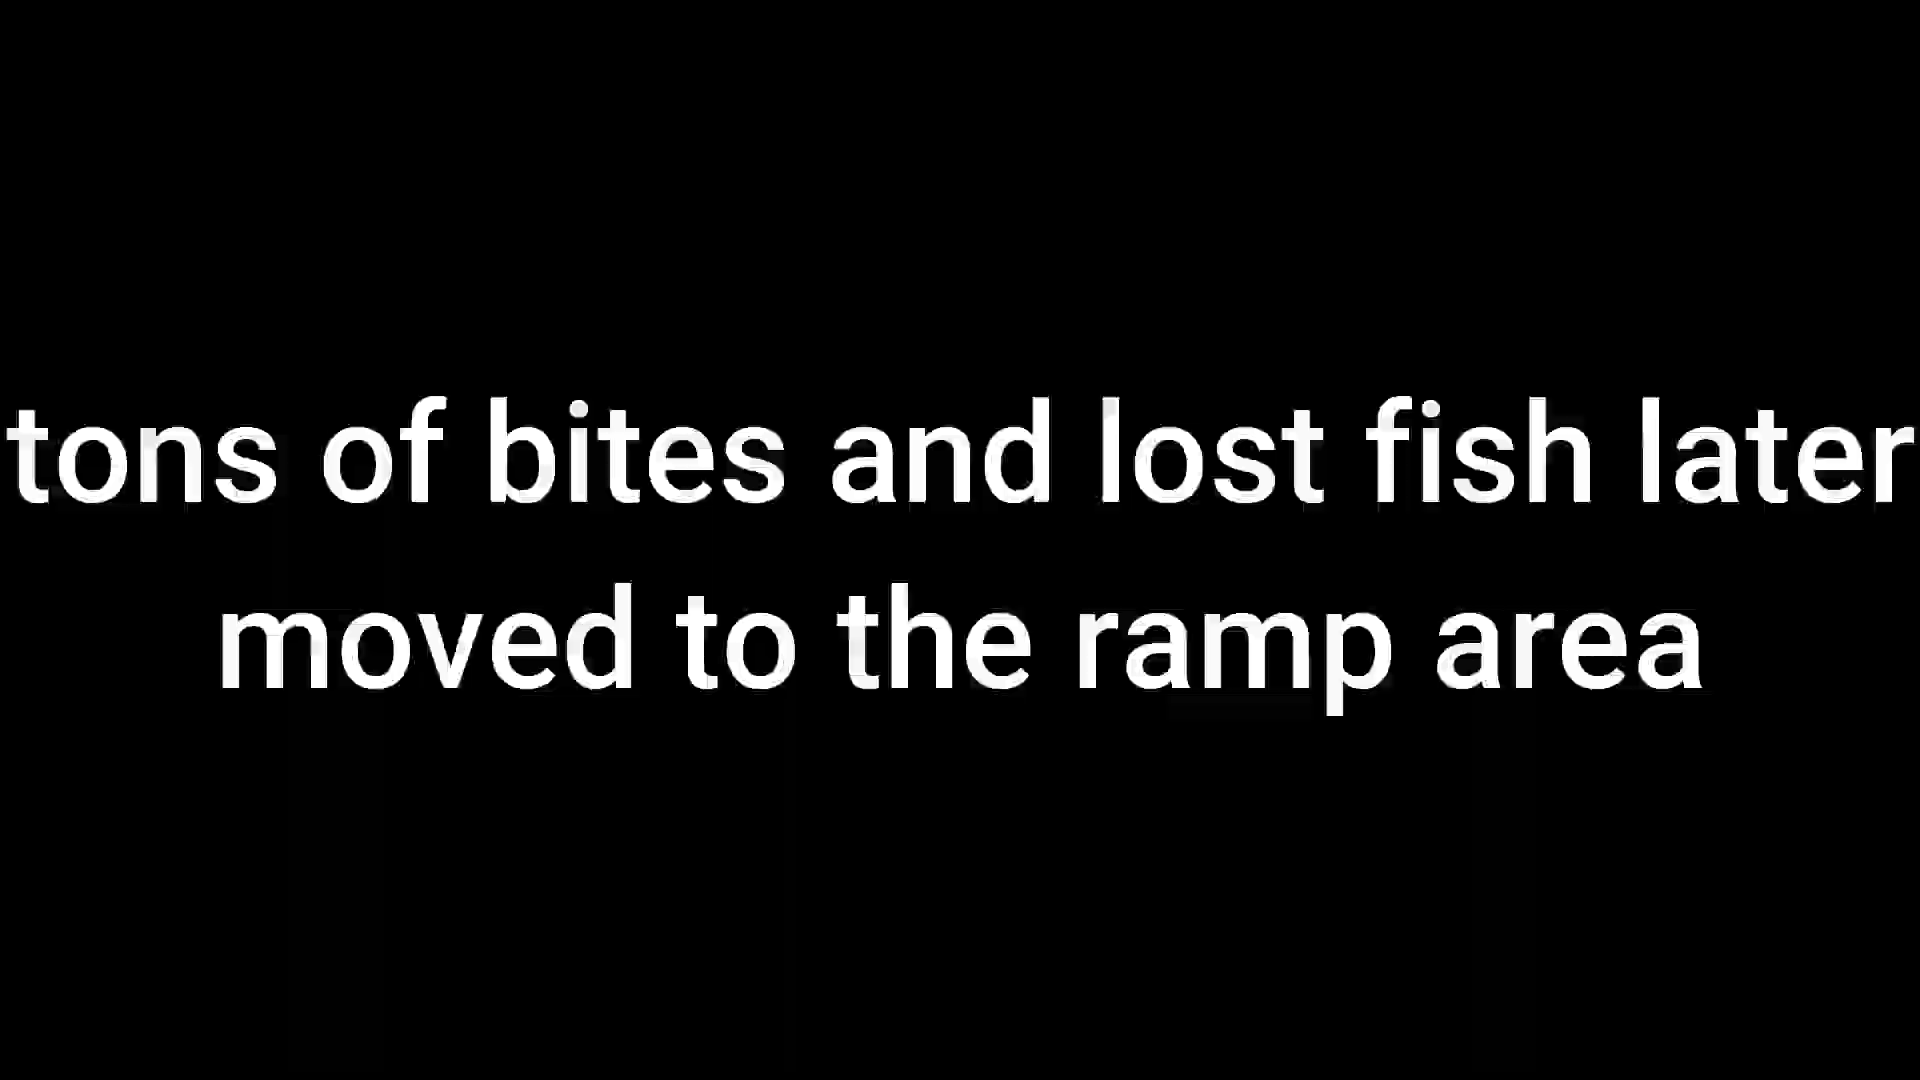 tons of bites and lost fish later
moved to the ramp area